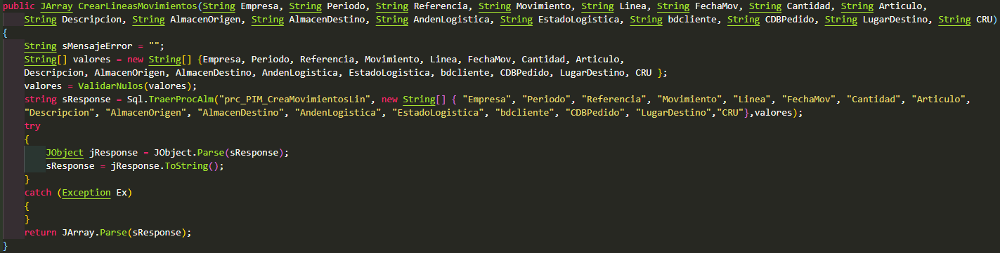 public JArray CrearLineasMovimientos(String Empresa, String Periodo, String Referencia, String Movimiento, String Linea, String FechaMov, String Cantidad, String Articulo,
String Descripcion, String AlmacenOrigen, String AlmacenDestino, String AndenLogistica, String EstadoLogistica, String bdcliente, String CDBPedido, String LugarDestino, String CRU)
{
String sMensajeError = "";
String[] valores = new String[] {Empresa, Periodo, Referencia, Movimiento, Linea, FechaMov, Cantidad, Articulo,
Descripcion, AlmacenOrigen, AlmacenDestino, AndenLogistica, EstadoLogistica, bdcliente, CDBPedido, LugarDestino, CRU };
valores = ValidarNulos(valores);
string sResponse = Sql.TraerProcAlm("prc_PIM_CreaMovimientosLin", new String[] { "Empresa", "Periodo", "Referencia", "Movimiento", "Linea", "FechaMov", "Cantidad", "Articulo",
"Descripcion", "AlmacenOrigen", "AlmacenDestino", "AndenLogistica", "EstadoLogistica", "bdcliente", "CDBPedido", "LugarDestino","CRU"},valores);
try
{
JObject jResponse = JObject.Parse(sResponse);
sResponse = jResponse.ToString();
}
catch (Exception Ex)
{
}
return JArray.Parse(sResponse);
}